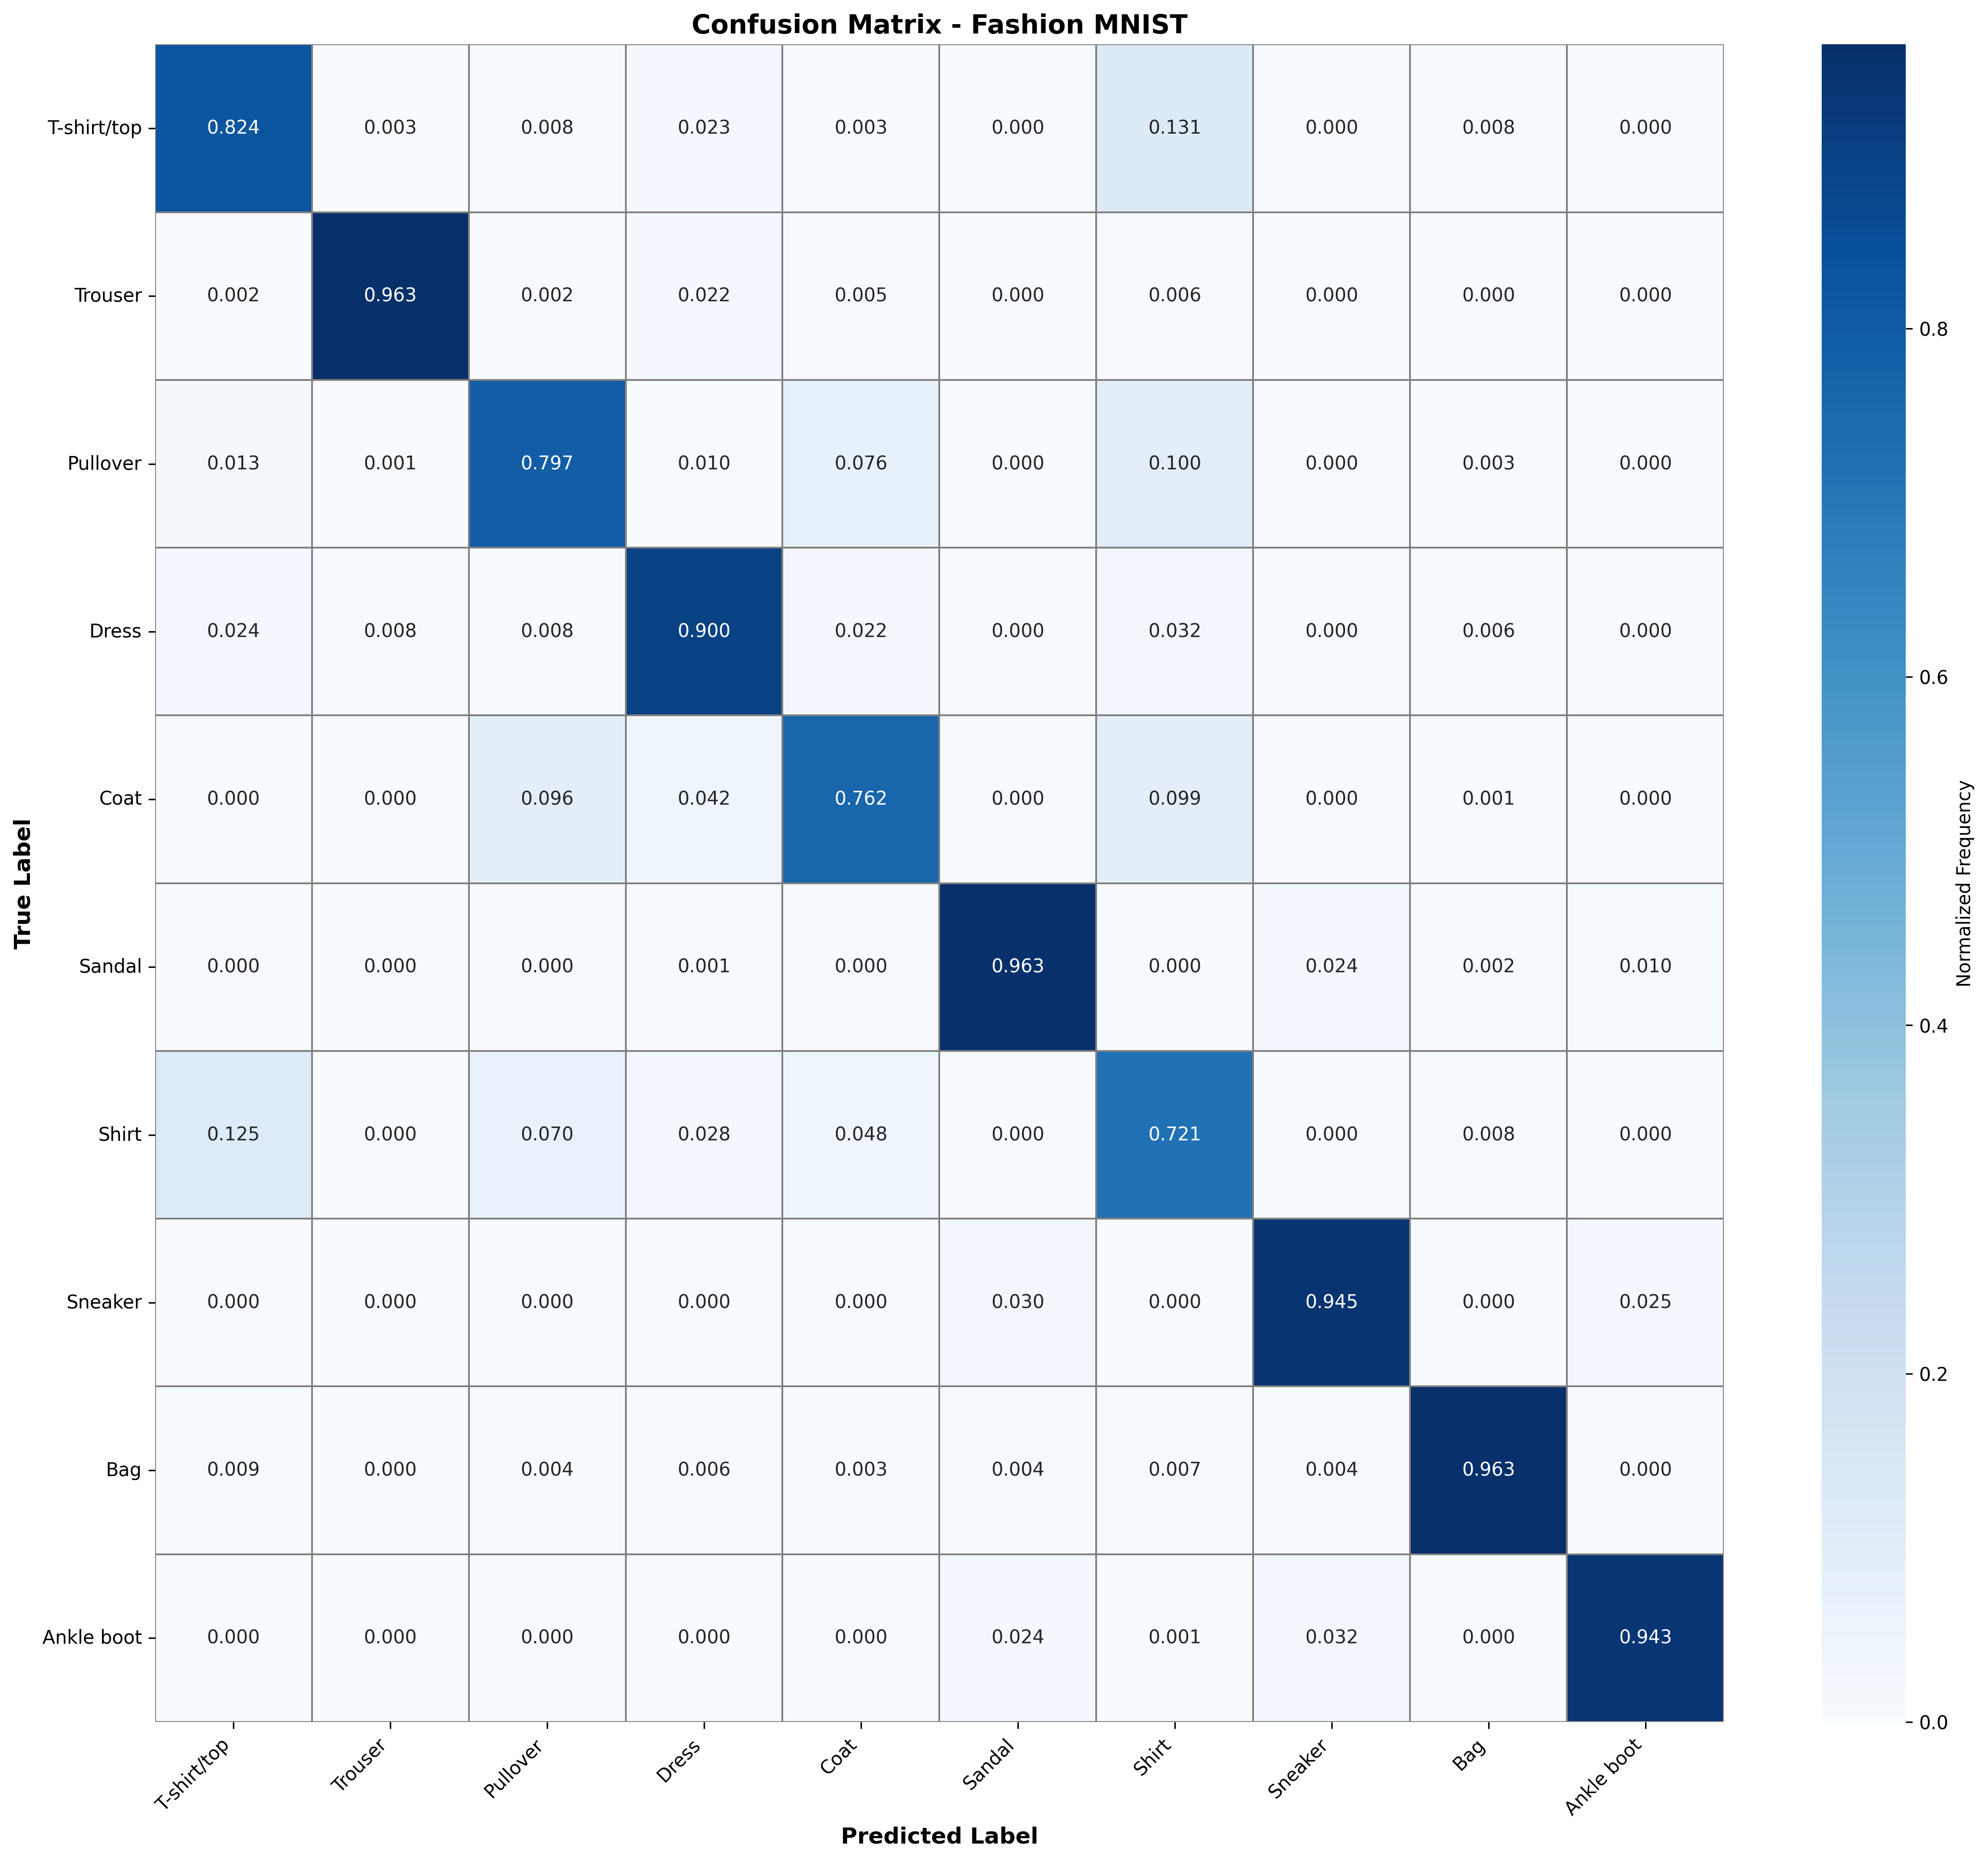 Confusion Matrix - Fashion MNIST
T-shirt/top 0.824 0.003 0.008 0.023 0.003 0.000 0.131 0.000 0.008 0.000
Trouser 0.002 0.963 0.002 0.022 0.005 0.000 0.006 0.000 0.000 0.000
0.8
Pullover 0.013 0.001 0.797 0.010 0.076 0.000 0.100 0.000 0.003 0.000
Dress 0.024 0.008 0.008 0.900 0.022 0.000 0.032 0.000 0.006 0.000
0.6
Coat 0.000 0.000 0.096 0.042 0.762 0.000 0.099 0.000 0.001 0.000
True Label
Normalized Frequency
Sandal 0.000 0.000 0.000 0.001 0.000 0.963 0.000 0.024 0.002 0.010
0.4
Shirt 0.125 0.000 0.070 0.028 0.048 0.000 0.721 0.000 0.008 0.000
Sneaker 0.000 0.000 0.000 0.000 0.000 0.030 0.000 0.945 0.000 0.025
0.2
Bag 0.009 0.000 0.004 0.006 0.003 0.004 0.007 0.004 0.963 0.000
Ankle boot 0.000 0.000 0.000 0.000 0.000 0.024 0.001 0.032 0.000 0.943
0.0
T-shirt/top Trouser Pullover Dress Coat Sandal Shirt Sneaker Bag Ankle boot
Predicted Label